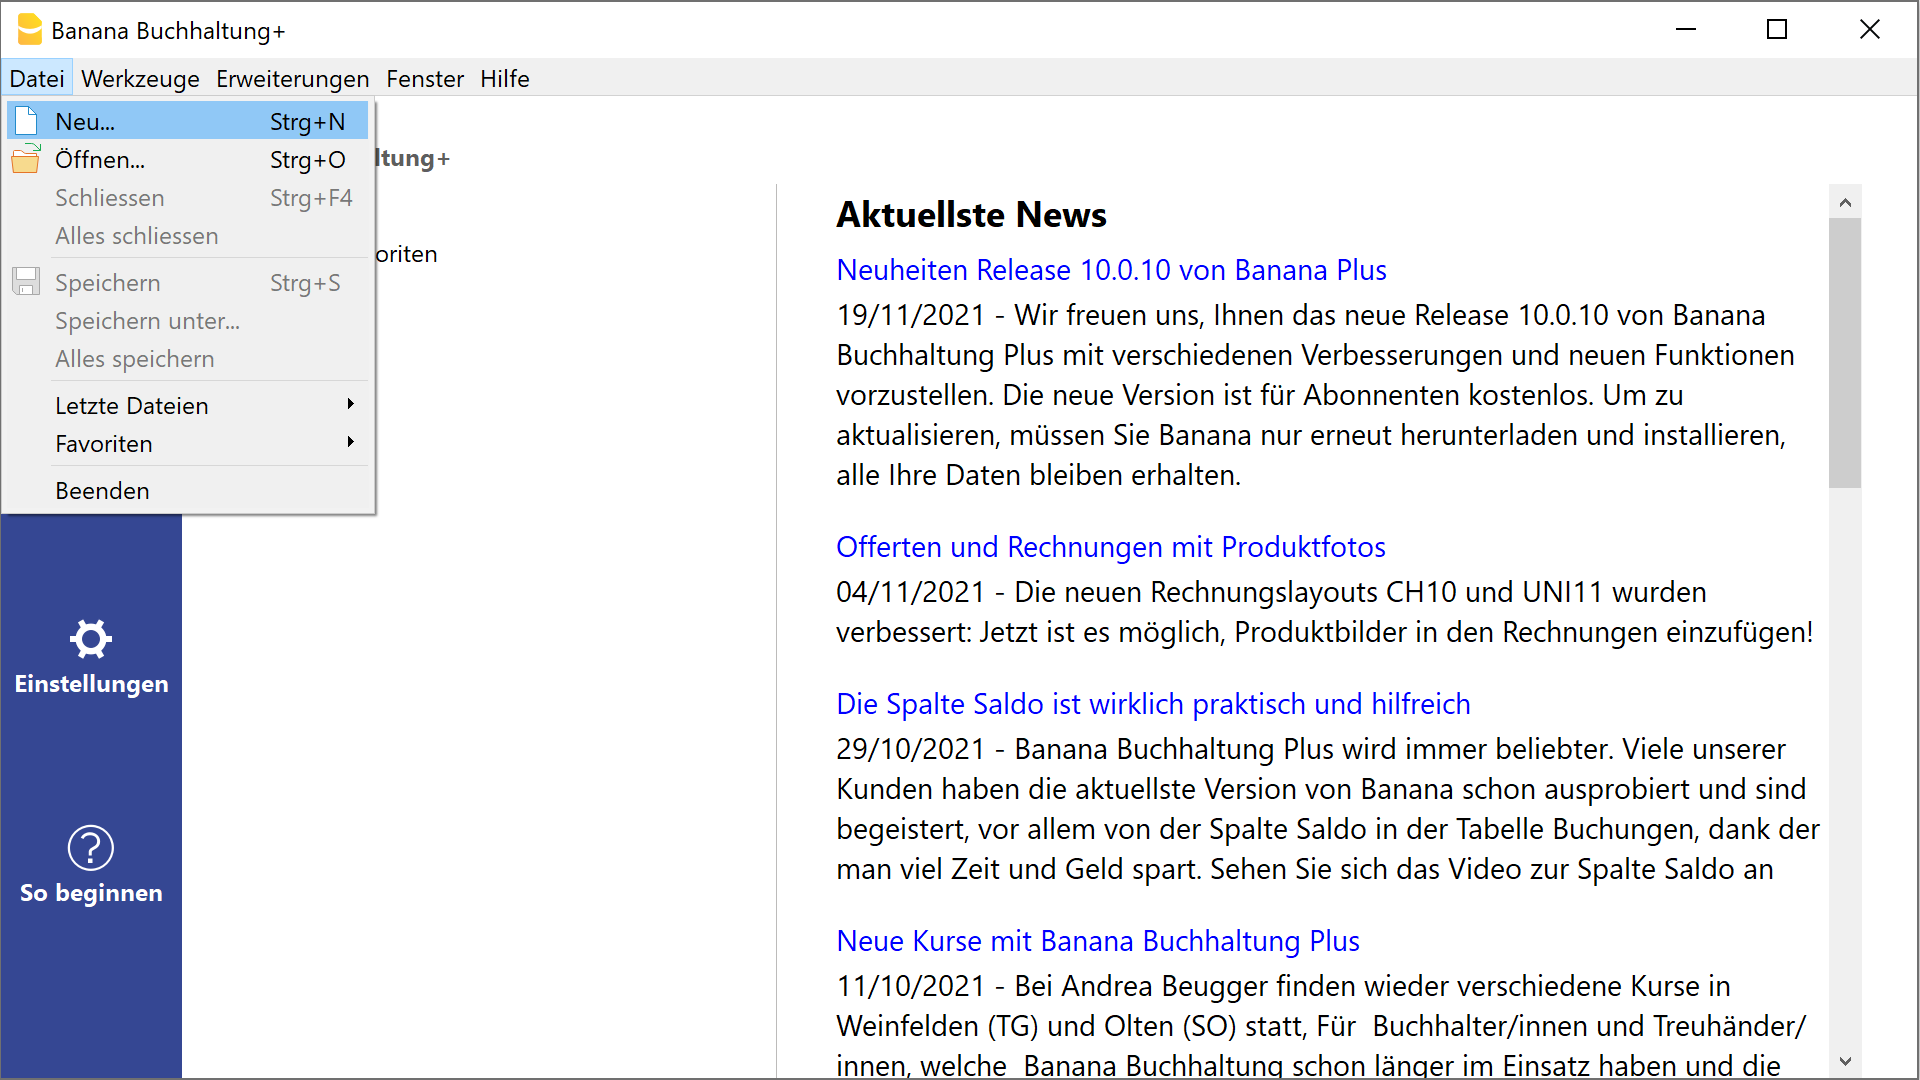 Banana Buchhaltung+
Datei Werkzeuge Erweiterungen Fenster Hilfe
Neu... Strg+N
Öffnen... Strg+O
Schliessen Strg+F4
Alles schliessen
Speichern Strg+S
Speichern unter...
Alles speichern
Letzte Dateien
Favoriten
Beenden
ltung+
oriten
Einstellungen
So beginnen
Aktuellste News
Neuheiten Release 10.0.10 von Banana Plus
19/11/2021 - Wir freuen uns, Ihnen das neue Release 10.0.10 von Banana
Buchhaltung Plus mit verschiedenen Verbesserungen und neuen Funktionen
vorzustellen. Die neue Version ist für Abonnenten kostenlos. Um zu
aktualisieren, müssen Sie Banana nur erneut herunterladen und installieren,
alle Ihre Daten bleiben erhalten.
Offerten und Rechnungen mit Produktfotos
04/11/2021 - Die neuen Rechnungslayouts CH10 und UNI11 wurden
verbessert: Jetzt ist es möglich, Produktbilder in den Rechnungen einzufügen!
Die Spalte Saldo ist wirklich praktisch und hilfreich
29/10/2021 - Banana Buchhaltung Plus wird immer beliebter. Viele unserer
Kunden haben die aktuellste Version von Banana schon ausprobiert und sind
begeistert, vor allem von der Spalte Saldo in der Tabelle Buchungen, dank der
man viel Zeit und Geld spart. Sehen Sie sich das Video zur Spalte Saldo an
Neue Kurse mit Banana Buchhaltung Plus
11/10/2021 - Bei Andrea Beugger finden wieder verschiedene Kurse in
Weinfelden (TG) und Olten (SO) statt, Für  Buchhalter/innen und Treuhänder/
innen, welche  Banana Buchhaltung schon länger im Einsatz haben und die